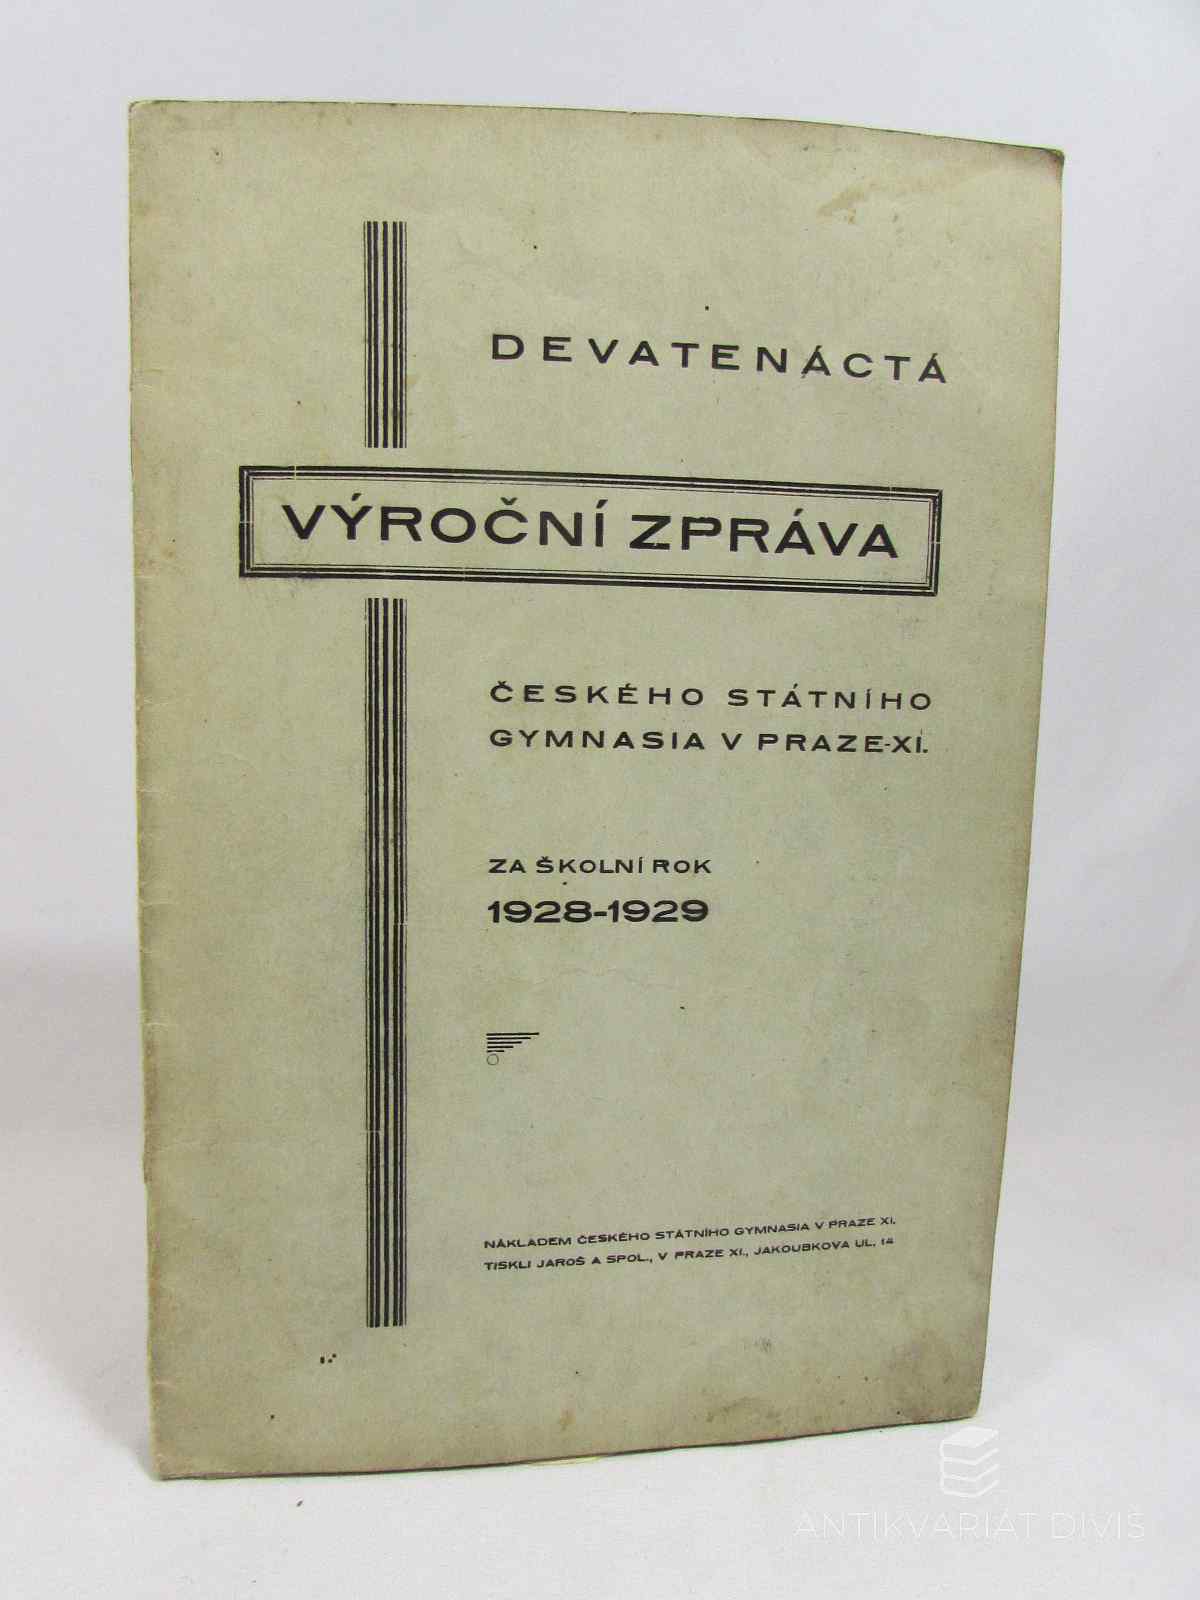 DEVATENÁCTÁ
VÝROČNÍ ZPRÁVA
ČESKÉHO STÁTNÍHO
GYMNASIA V PRAZE-XI.
ZA ŠKOLNÍ ROK
1928-1929
NÁKLADEM ČESKÉHO STÁTNÍHO GYMNASIA V PRAZE XI.
TISKLI JAROŠ A SPOL., V PRAZE XI., JAKOUBKOVA UL. 14
ANTIKVARIÁT DIVIŠ